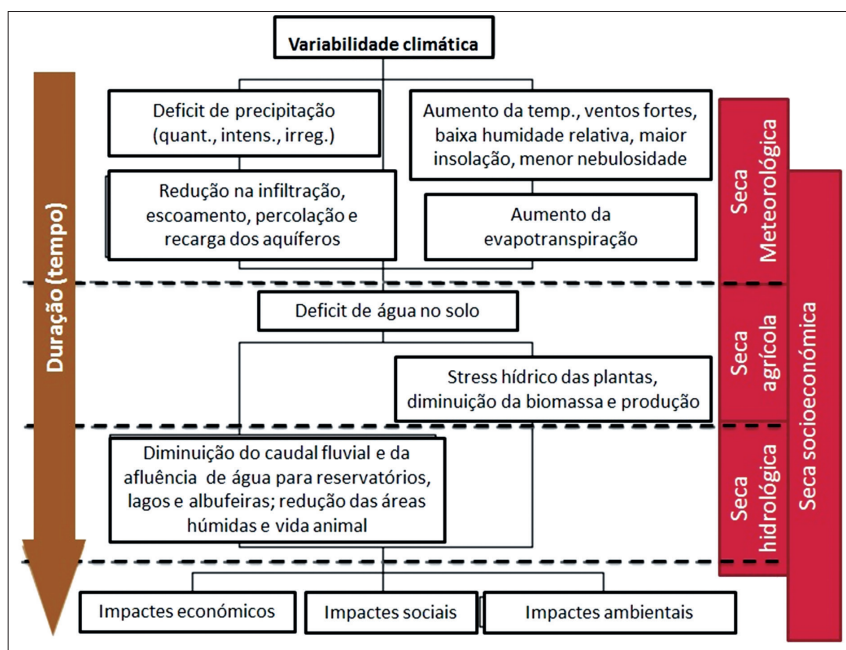 Variabilidade climática
Deficit de precipitação
(quant., intens., irreg.)
Aumento da temp., ventos fortes,
baixa humidade relativa, maior
insolação, menor nebulosidade
Redução na infiltração,
escoamento, percolação e
recarga dos aquíferos
Aumento da
evapotranspiração
Deficit de água no solo
Stress hídrico das plantas,
diminuição da biomassa e produção
Diminuição do caudal fluvial e da
afluência de água para reservatórios,
lagos e albufeiras; redução das áreas
húmidas e vida animal
Impactes económicos
Impactes sociais
Impactes ambientais
Duração (tempo)
Seca
Meteorológica
Seca
agrícola
Seca
hidrológica
Seca socioeconómica